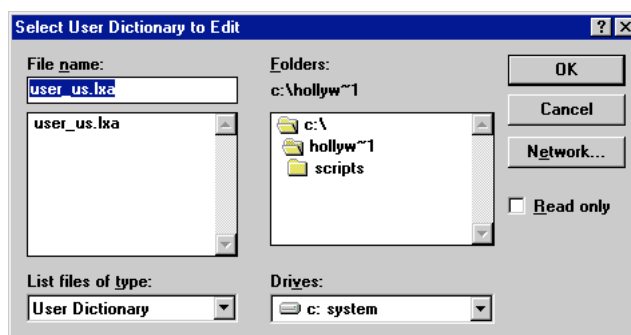 Select User Dictionary to Edit
File name:
user_us.lxa
user_us.lxa
List files of type:
User Dictionary
Folders:
c:\hollyw~1
c:\
hollyw~1
scripts
Drives:
c: system
OK
Cancel
Network...
Read only